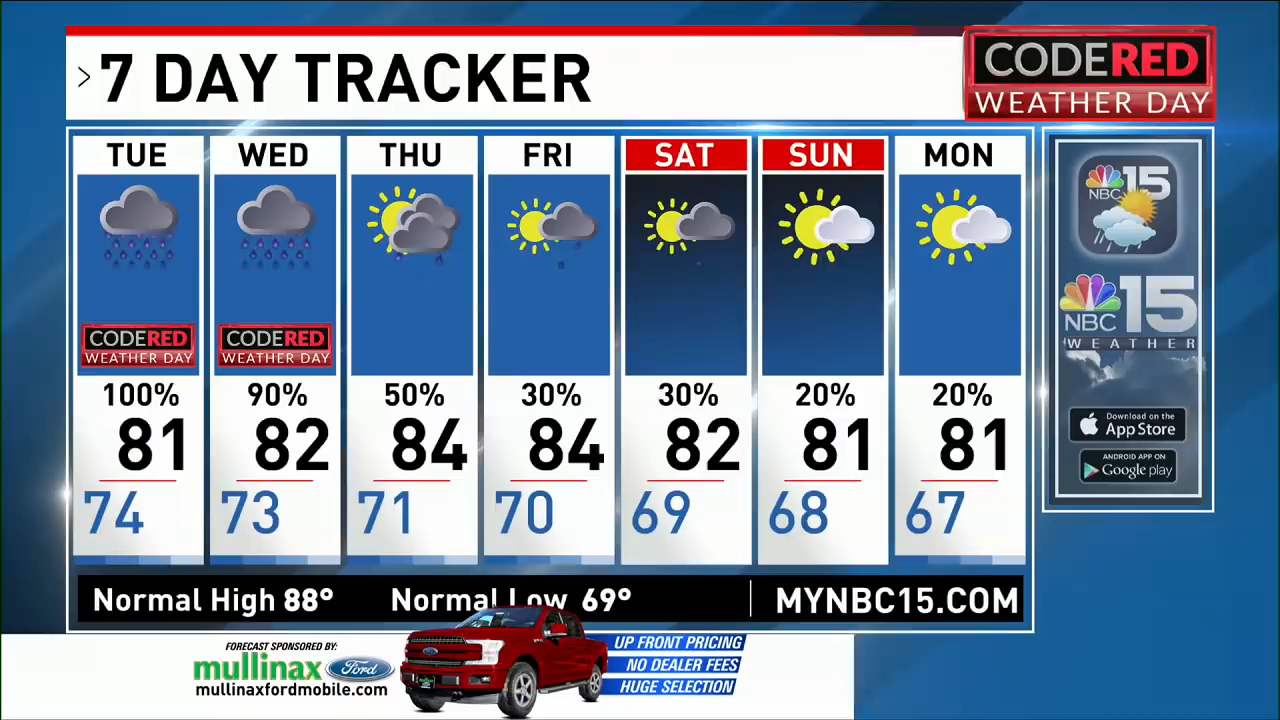 > 7 DAY TRACKER
CODERED
WEATHER DAY
TUE WED THU FRI SAT SUN MON
CODERED CODERED
WEATHER DAY WEATHER DAY
100% 90% 50% 30% 30% 20% 20%
81 82 84 84 82 81 81
74 73 71 70 69 68 67
Normal High 88° Normal Low 69° MYNBC15.COM
NBC 15
NBC 15
WEATHER
Download on the
App Store
ANDROID APP ON
Google play
FORECAST SPONSORED BY:
mullinax Ford
mullinaxfordmobile.com
UP FRONT PRICING
NO DEALER FEES
HUGE SELECTION